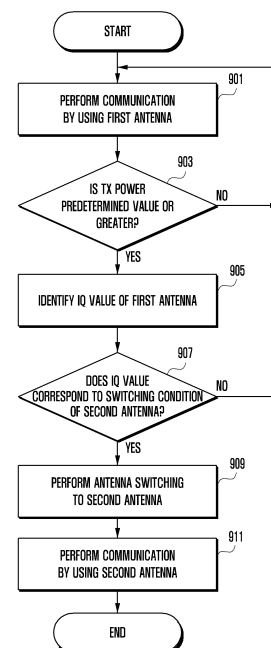 START
901
PERFORM COMMUNICATION
BY USING FIRST ANTENNA
903
IS TX POWER
PREDETERMINED VALUE OR
GREATER?
NO
YES
905
IDENTIFY IQ VALUE OF FIRST ANTENNA
907
DOES IQ VALUE
CORRESPOND TO SWITCHING CONDITION
OF SECOND ANTENNA?
NO
YES
909
PERFORM ANTENNA SWITCHING
TO SECOND ANTENNA
911
PERFORM COMMUNICATION
BY USING SECOND ANTENNA
END